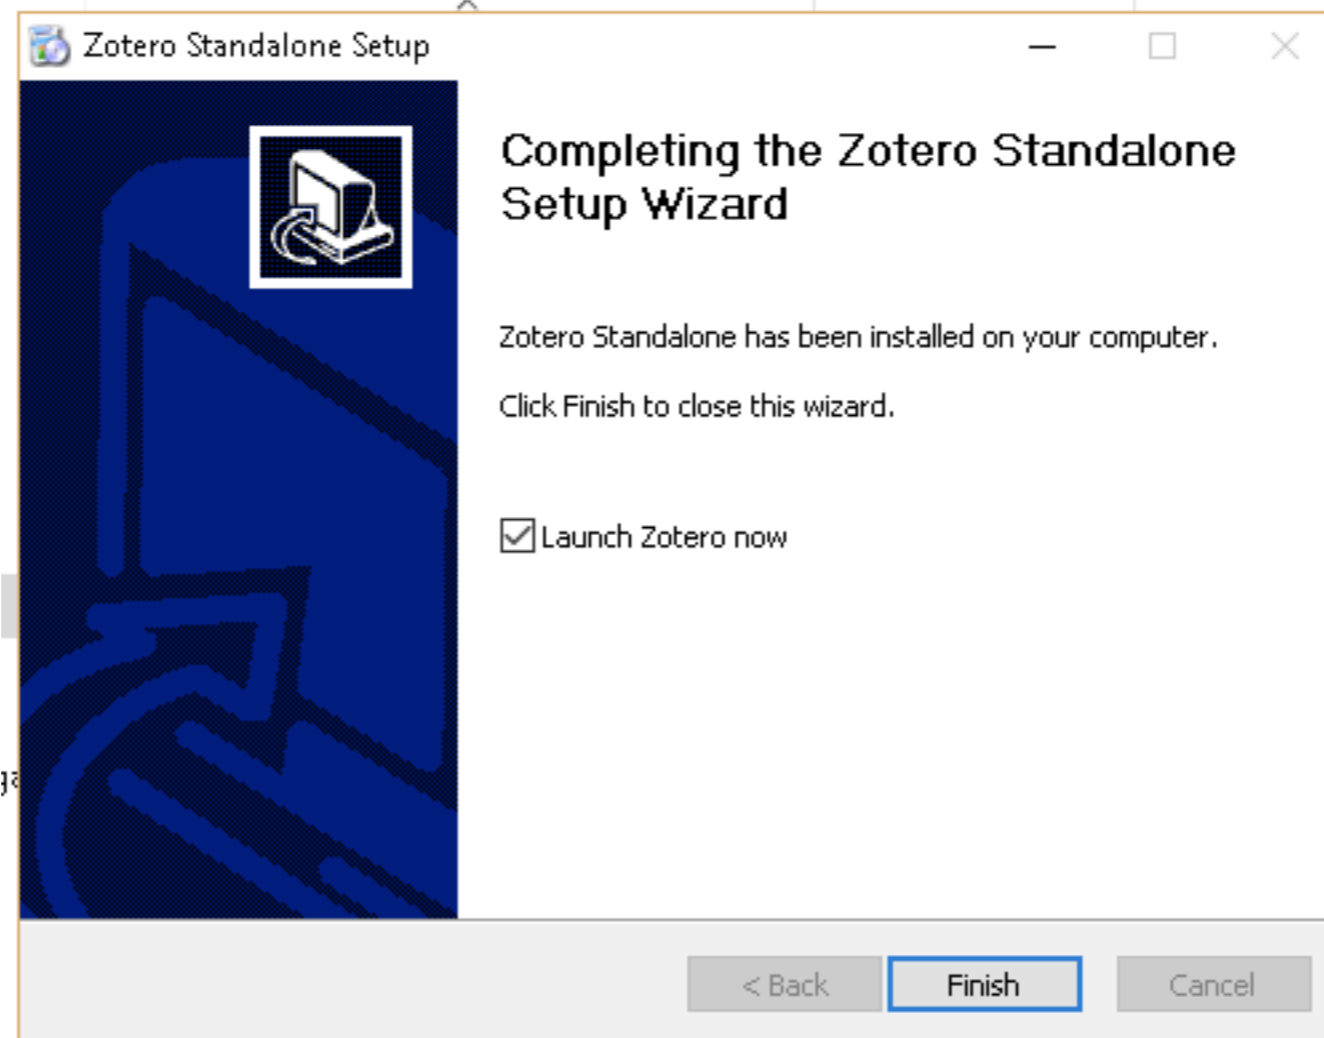 Zotero Standalone Setup
Completing the Zotero Standalone
Setup Wizard
Zotero Standalone has been installed on your computer.
Click Finish to close this wizard.
Launch Zotero now
< Back
Finish
Cancel